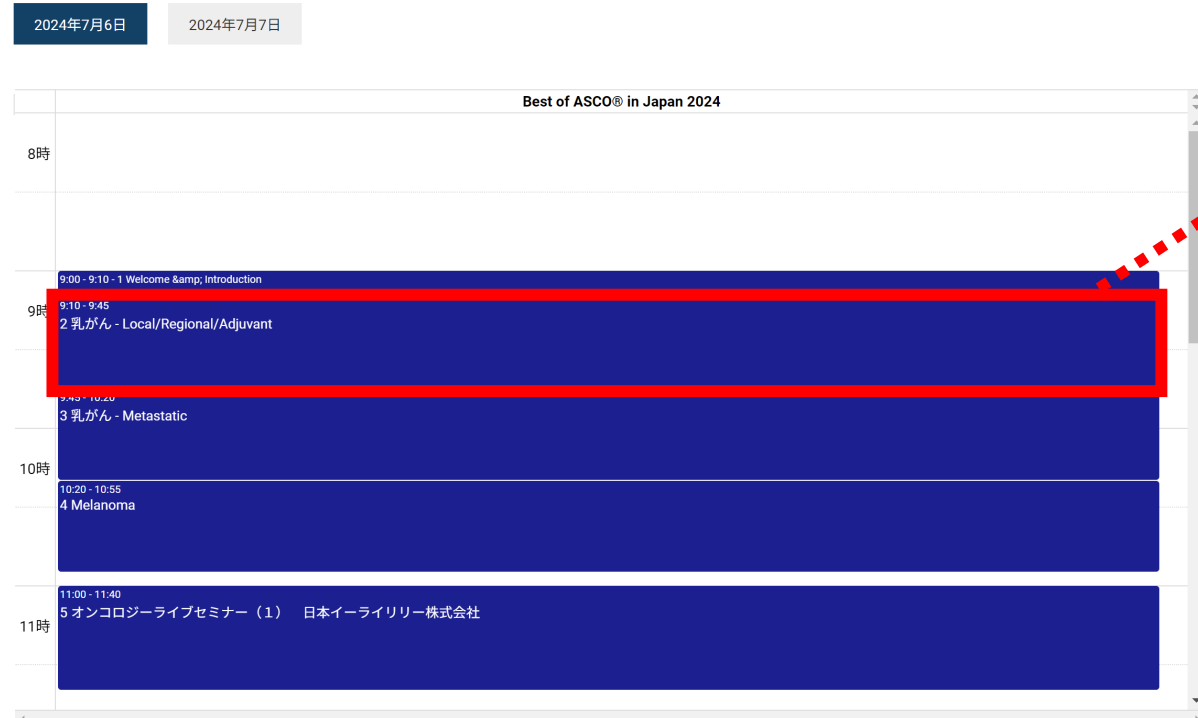 2024年7月6日
2024年7月7日
Best of ASCO® in Japan 2024
8時
9:00 - 9:10 - 1 Welcome &amp; Introduction
9時
9:10 - 9:45
2 乳がん - Local/Regional/Adjuvant
9:45 - 10:20
3 乳がん - Metastatic
10時
10:20 - 10:55
4 Melanoma
11:00 - 11:40
5 オンコロジーライブセミナー（１）　日本イーライリリー株式会社
11時